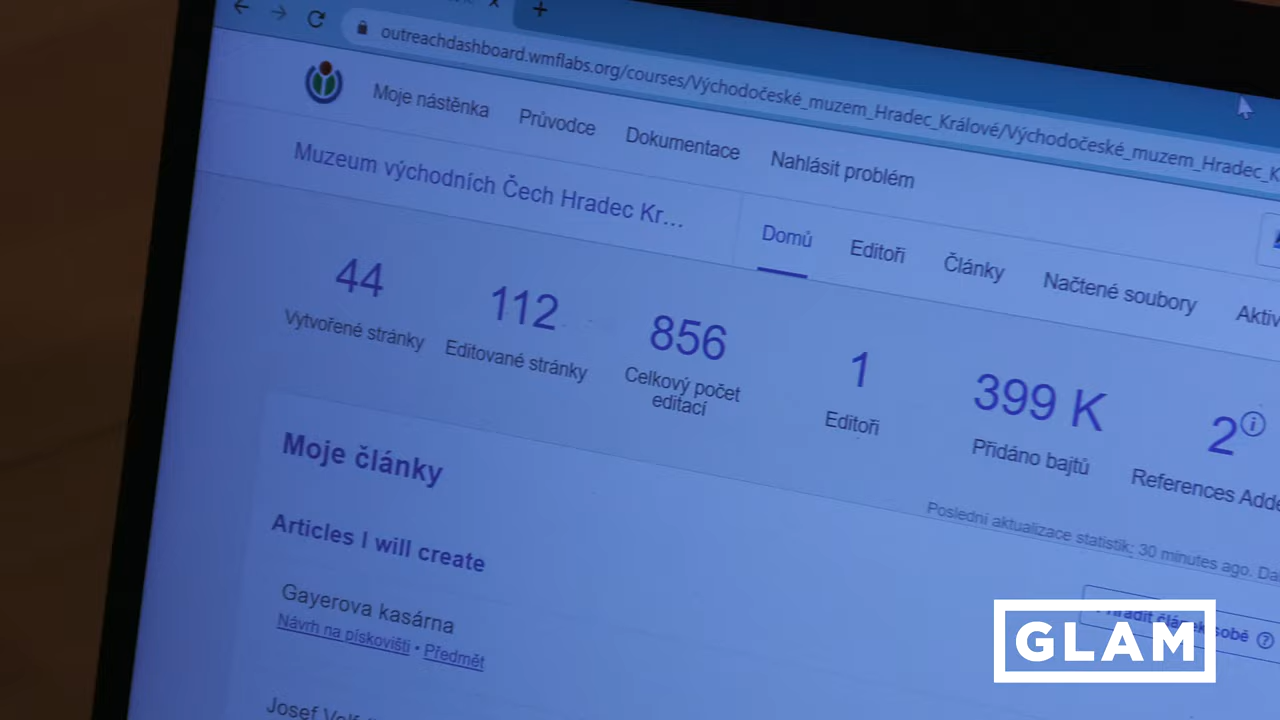 outreachdashboard.wmflabs.org/courses/Východočeské_muzem_Hradec_Králové/Východočeské_muzem_Hradec_K
Moje nástěnka Průvodce Dokumentace Nahlásit problém
Muzeum východních Čech Hradec Kr...
Domů Editoři Články Načtené soubory Aktiv
44
Vytvořené stránky
112
Editované stránky
856
Celkový počet
editací
1
Editoři
399 K
Přidáno bajtů
2
References Adde
Poslední aktualizace statistik: 30 minutes ago.
Moje články
Articles I will create
Gayerova kasárna
Návrh na pískovišti • Předmět
Josef
sobě
GLAM